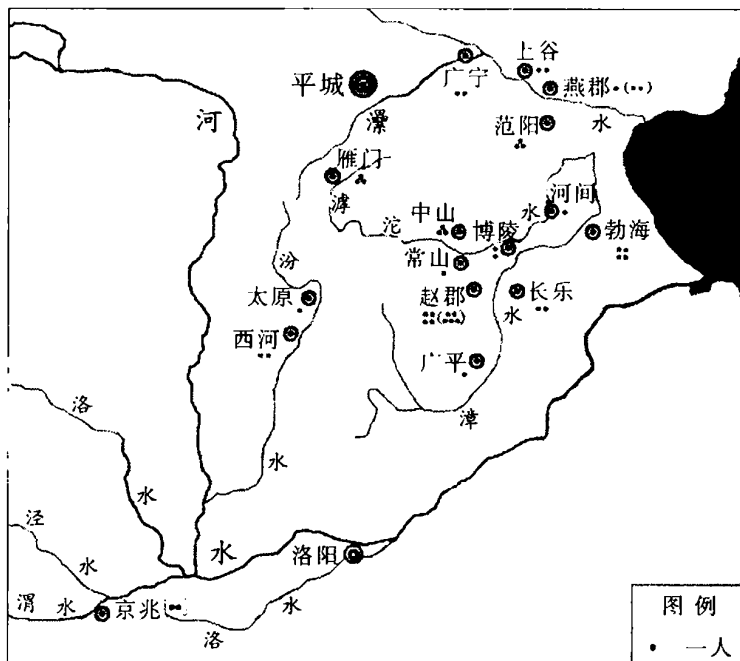 上谷
广宁
平城
燕郡
(  )
河
㶟
范阳
水
雁门
滹
河间
中山
水
沱
博陵
勃海
汾
常山
太原
赵郡
(  )
长乐
水
西河
广平
洛
漳
水
水
泾
水
洛阳
水
图例
渭
水
京兆
水
洛
一人